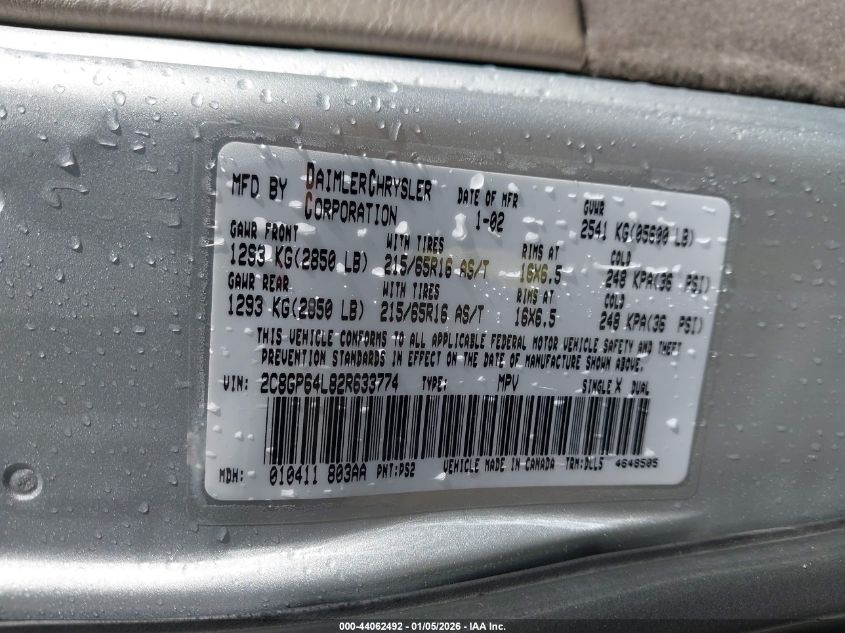 MFD BY DAIMLERCHRYSLER CORPORATION DATE OF MFR 1-02 GVWR 2541 KG(05600 LB)
GAWR FRONT WITH TIRES RIMS AT COLD
1293 KG(2850 LB) 215/65R16 AS/T 16X6.5 248 KPA(36 PSI)
GAWR REAR WITH TIRES RIMS AT COLD
1293 KG(2850 LB) 215/65R16 AS/T 16X6.5 248 KPA(36 PSI)
THIS VEHICLE CONFORMS TO ALL APPLICABLE FEDERAL MOTOR VEHICLE SAFETY AND THEFT
PREVENTION STANDARDS IN EFFECT ON THE DATE OF MANUFACTURE SHOWN ABOVE.
VIN: 2C8GP64L82R633774 TYPE: MPV SINGLE X DUAL
MDH: 010411 803AA PNT:PS2 VEHICLE MADE IN CANADA TRM:DLL5 4648505
000-44062492 - 01/05/2026 - IAA Inc.